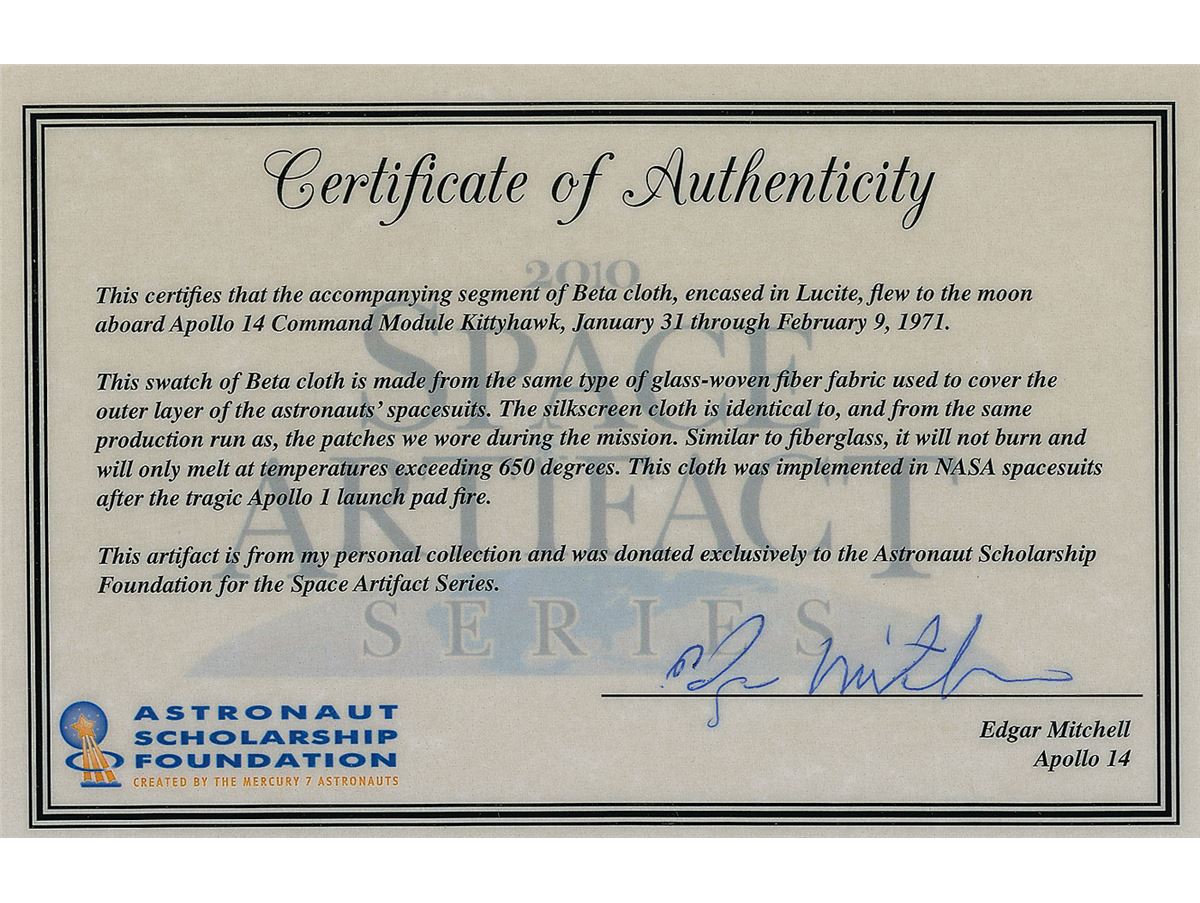 Certificate of Authenticity
2010
SPACE
ARTIFACT
SERIES
This certifies that the accompanying segment of Beta cloth, encased in Lucite, flew to the moon
aboard Apollo 14 Command Module Kittyhawk, January 31 through February 9, 1971.
This swatch of Beta cloth is made from the same type of glass-woven fiber fabric used to cover the
outer layer of the astronauts' spacesuits. The silkscreen cloth is identical to, and from the same
production run as, the patches we wore during the mission. Similar to fiberglass, it will not burn and
will only melt at temperatures exceeding 650 degrees. This cloth was implemented in NASA spacesuits
after the tragic Apollo 1 launch pad fire.
This artifact is from my personal collection and was donated exclusively to the Astronaut Scholarship
Foundation for the Space Artifact Series.
Edgar Mitchell
Edgar Mitchell
Apollo 14
ASTRONAUT
SCHOLARSHIP
FOUNDATION
CREATED BY THE MERCURY 7 ASTRONAUTS